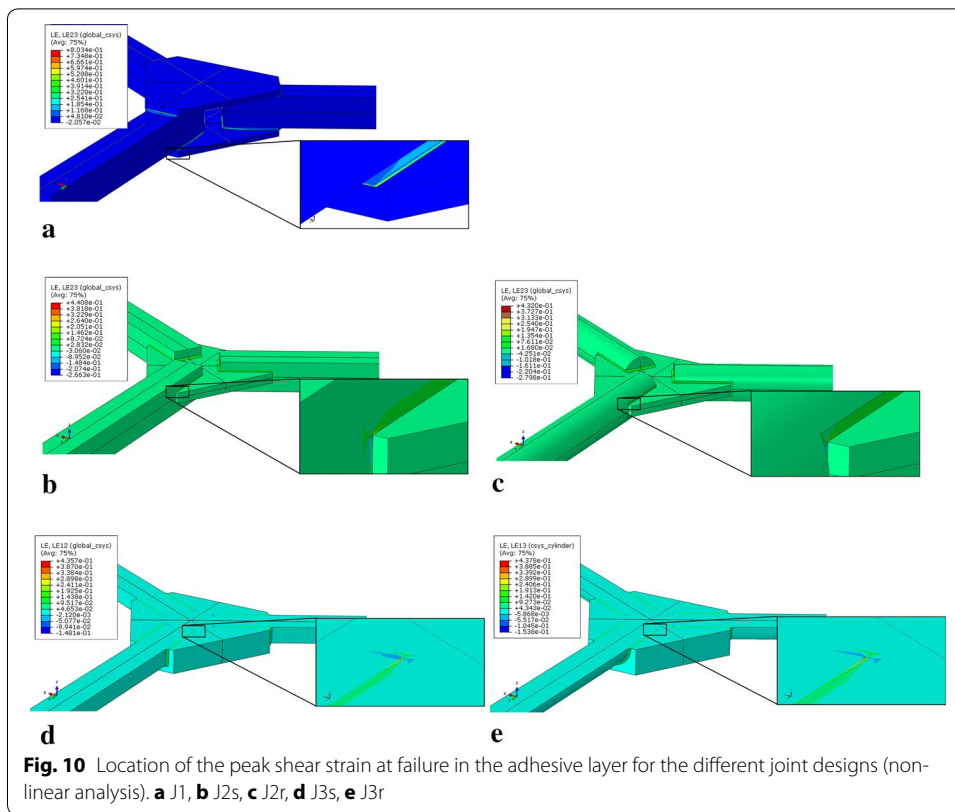 LE, LE23 (global_csys)
(Avg: 75%)
+8.034e-01
+7.348e-01
+6.661e-01
+5.974e-01
+5.288e-01
+4.601e-01
+3.914e-01
+3.228e-01
+2.541e-01
+1.854e-01
+1.168e-01
+4.810e-02
-2.057e-02
a
LE, LE23 (global_csys)
(Avg: 75%)
+4.408e-01
+3.818e-01
+3.229e-01
+2.640e-01
+2.051e-01
+1.462e-01
+8.724e-02
+2.832e-02
-3.060e-02
-8.952e-02
-1.484e-01
-2.074e-01
-2.663e-01
b
LE, LE23 (global_csys)
(Avg: 75%)
+4.320e-01
+3.727e-01
+3.133e-01
+2.540e-01
+1.947e-01
+1.354e-01
+7.611e-02
+1.680e-02
-4.251e-02
-1.018e-01
-1.611e-01
-2.204e-01
-2.798e-01
c
LE, LE12 (global_csys)
(Avg: 75%)
+4.357e-01
+3.870e-01
+3.384e-01
+2.898e-01
+2.411e-01
+1.925e-01
+1.438e-01
+9.517e-02
+4.653e-02
-2.120e-03
-5.077e-02
-9.941e-02
-1.481e-01
d
LE, LE13 (csys_cylinder)
(Avg: 75%)
+4.378e-01
+3.885e-01
+3.392e-01
+2.899e-01
+2.406e-01
+1.913e-01
+1.420e-01
+9.273e-02
+4.343e-02
-5.868e-03
-5.517e-02
-1.045e-01
-1.538e-01
e
Fig. 10 Location of the peak shear strain at failure in the adhesive layer for the different joint designs (non-
linear analysis). a J1, b J2s, c J2r, d J3s, e J3r